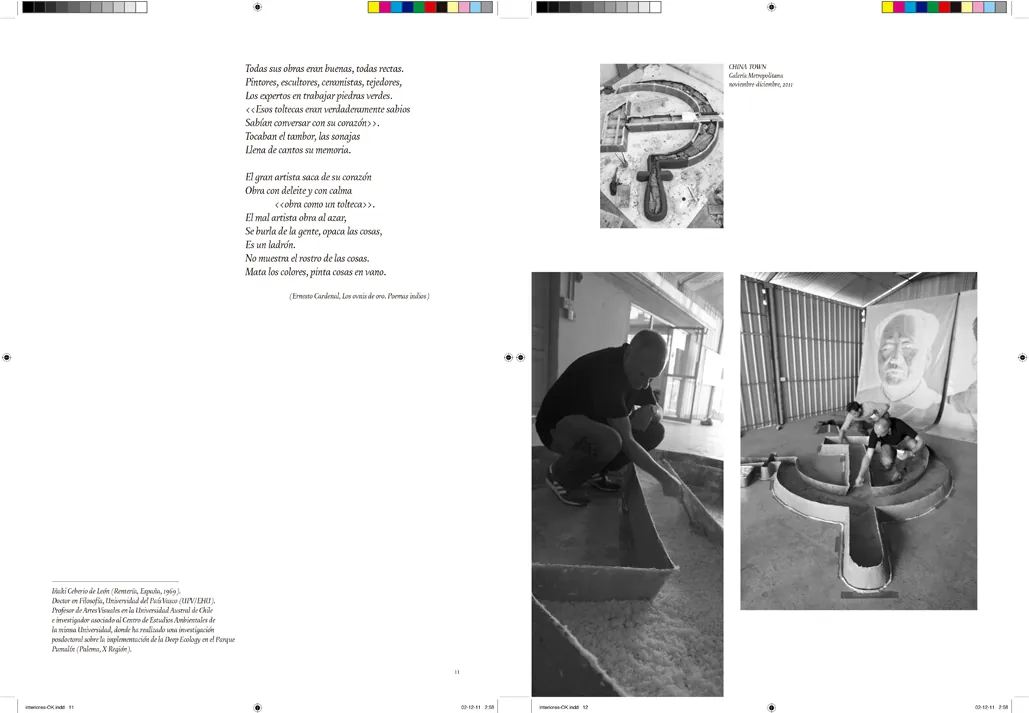 Todas sus obras eran buenas, todas rectas.
Pintores, escultores, ceramistas, tejedores,
Los expertos en trabajar piedras verdes.
<<Esos toltecas eran verdaderamente sabios
Sabían conversar con su corazón>>.
Tocaban el tambor, las sonajas
Llena de cantos su memoria.
El gran artista saca de su corazón
Obra con deleite y con calma
<<obra como un tolteca>>.
El mal artista obra al azar,
Se burla de la gente, opaca las cosas,
Es un ladrón.
No muestra el rostro de las cosas.
Mata los colores, pinta cosas en vano.
(Ernesto Cardenal, Los ovnis de oro. Poemas indios)
Iñaki Ceberio de León (Rentería, España, 1969).
Doctor en Filosofía, Universidad del País Vasco (UPV/EHU).
Profesor de Artes Visuales en la Universidad Austral de Chile
e investigador asociado al Centro de Estudios Ambientales de
la misma Universidad, donde ha realizado una investigación
posdoctoral sobre la implementación de la Deep Ecology en el Parque
Pumalín (Palema, X Región).
11
interiores-OK.indd 11
02-12-11 2:58
CHINA TOWN
Galería Metropolitana
noviembre-diciembre, 2011
interiores-OK.indd 12
02-12-11 2:58